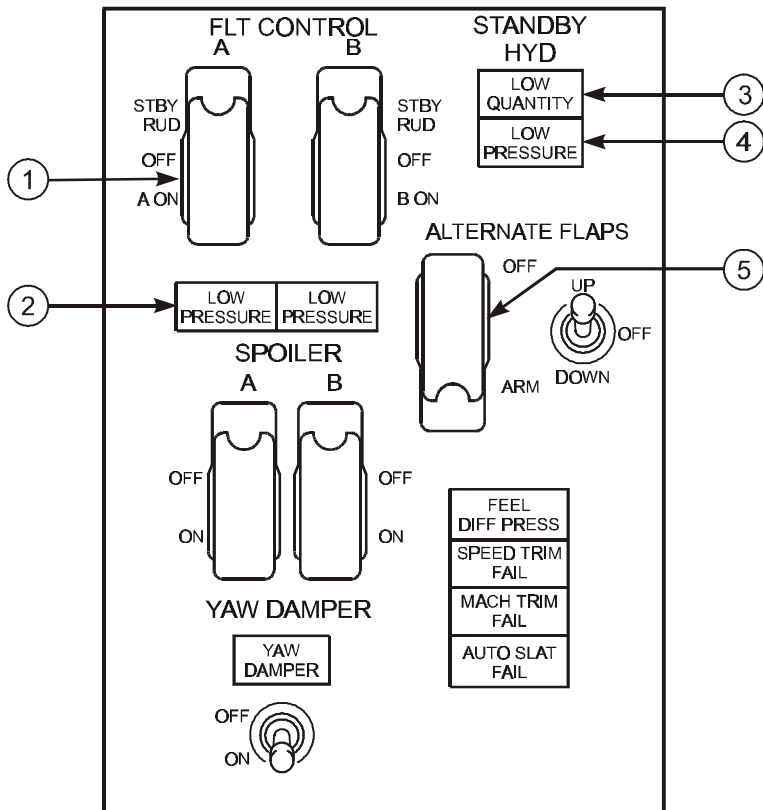 FLT CONTROL
A
B
STBY
RUD
OFF
A ON
STBY
RUD
OFF
B ON
STANDBY
HYD
LOW
QUANTITY
LOW
PRESSURE
3
4
1
ALTERNATE FLAPS
OFF
ARM
UP
OFF
DOWN
5
2
LOW
PRESSURE
LOW
PRESSURE
SPOILER
A
B
OFF
ON
OFF
ON
FEEL
DIFF PRESS
SPEED TRIM
FAIL
MACH TRIM
FAIL
AUTO SLAT
FAIL
YAW DAMPER
YAW
DAMPER
OFF
ON